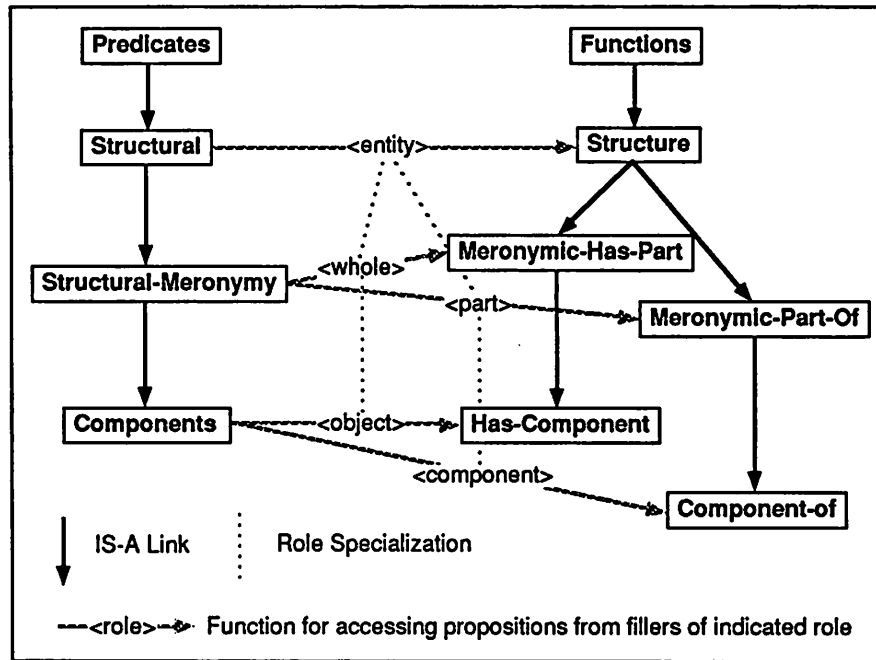 Predicates
Functions
Structural
<entity>
Structure
<whole>
Meronymic-Has-Part
Structural-Meronymy
<part>
Meronymic-Part-Of
Components
<object>
Has-Component
<component>
Component-of
IS-A Link
Role Specialization
<role> Function for accessing propositions from fillers of indicated role